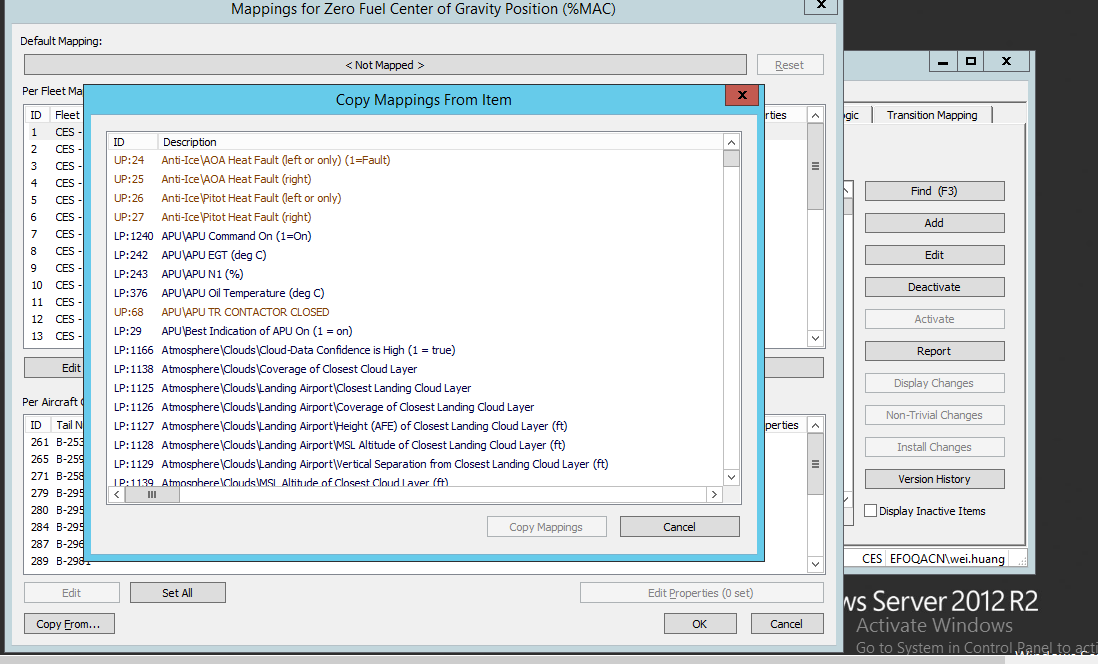 Mappings for Zero Fuel Center of Gravity Position (%MAC)
X
Default Mapping:
< Not Mapped >
Reset
Per Fleet Ma
ID Fleet
rties
1 CES -
2 CES -
3 CES -
4 CES -
5 CES -
6 CES -
7 CES -
8 CES -
9 CES -
10 CES -
11 CES -
12 CES -
13 CES -
Edit
Per Aircraft
ID Tail N
perties
261 B-253
265 B-259
271 B-258
279 B-295
280 B-295
284 B-295
287 B-296
289 B-2981
Edit
Set All
Edit Properties (0 set)
Copy From...
OK
Cancel
Copy Mappings From Item
X
ID Description
UP:24 Anti-Ice\AOA Heat Fault (left or only) (1=Fault)
UP:25 Anti-Ice\AOA Heat Fault (right)
UP:26 Anti-Ice\Pitot Heat Fault (left or only)
UP:27 Anti-Ice\Pitot Heat Fault (right)
LP:1240 APU\APU Command On (1=On)
LP:242 APU\APU EGT (deg C)
LP:243 APU\APU N1 (%)
LP:376 APU\APU Oil Temperature (deg C)
UP:68 APU\APU TR CONTACTOR CLOSED
LP:29 APU\Best Indication of APU On (1 = on)
LP:1166 Atmosphere\Clouds\Cloud-Data Confidence is High (1 = true)
LP:1138 Atmosphere\Clouds\Coverage of Closest Cloud Layer
LP:1125 Atmosphere\Clouds\Landing Airport\Closest Landing Cloud Layer
LP:1126 Atmosphere\Clouds\Landing Airport\Coverage of Closest Landing Cloud Layer
LP:1127 Atmosphere\Clouds\Landing Airport\Height (AFE) of Closest Landing Cloud Layer (ft)
LP:1128 Atmosphere\Clouds\Landing Airport\MSL Altitude of Closest Landing Cloud Layer (ft)
LP:1129 Atmosphere\Clouds\Landing Airport\Vertical Separation from Closest Landing Cloud Layer (ft)
LP:1139 Atmosphere\Clouds\MSL Altitude of Closest Cloud Layer (ft)
Copy Mappings
Cancel
X
ogic
Transition Mapping
Find (F3)
Add
Edit
Deactivate
Activate
Report
Display Changes
Non-Trivial Changes
Install Changes
Version History
Display Inactive Items
CES EFOQACN\wei.huang
ws Server 2012 R2
Activate Windows
Go to System in Control Panel to acti